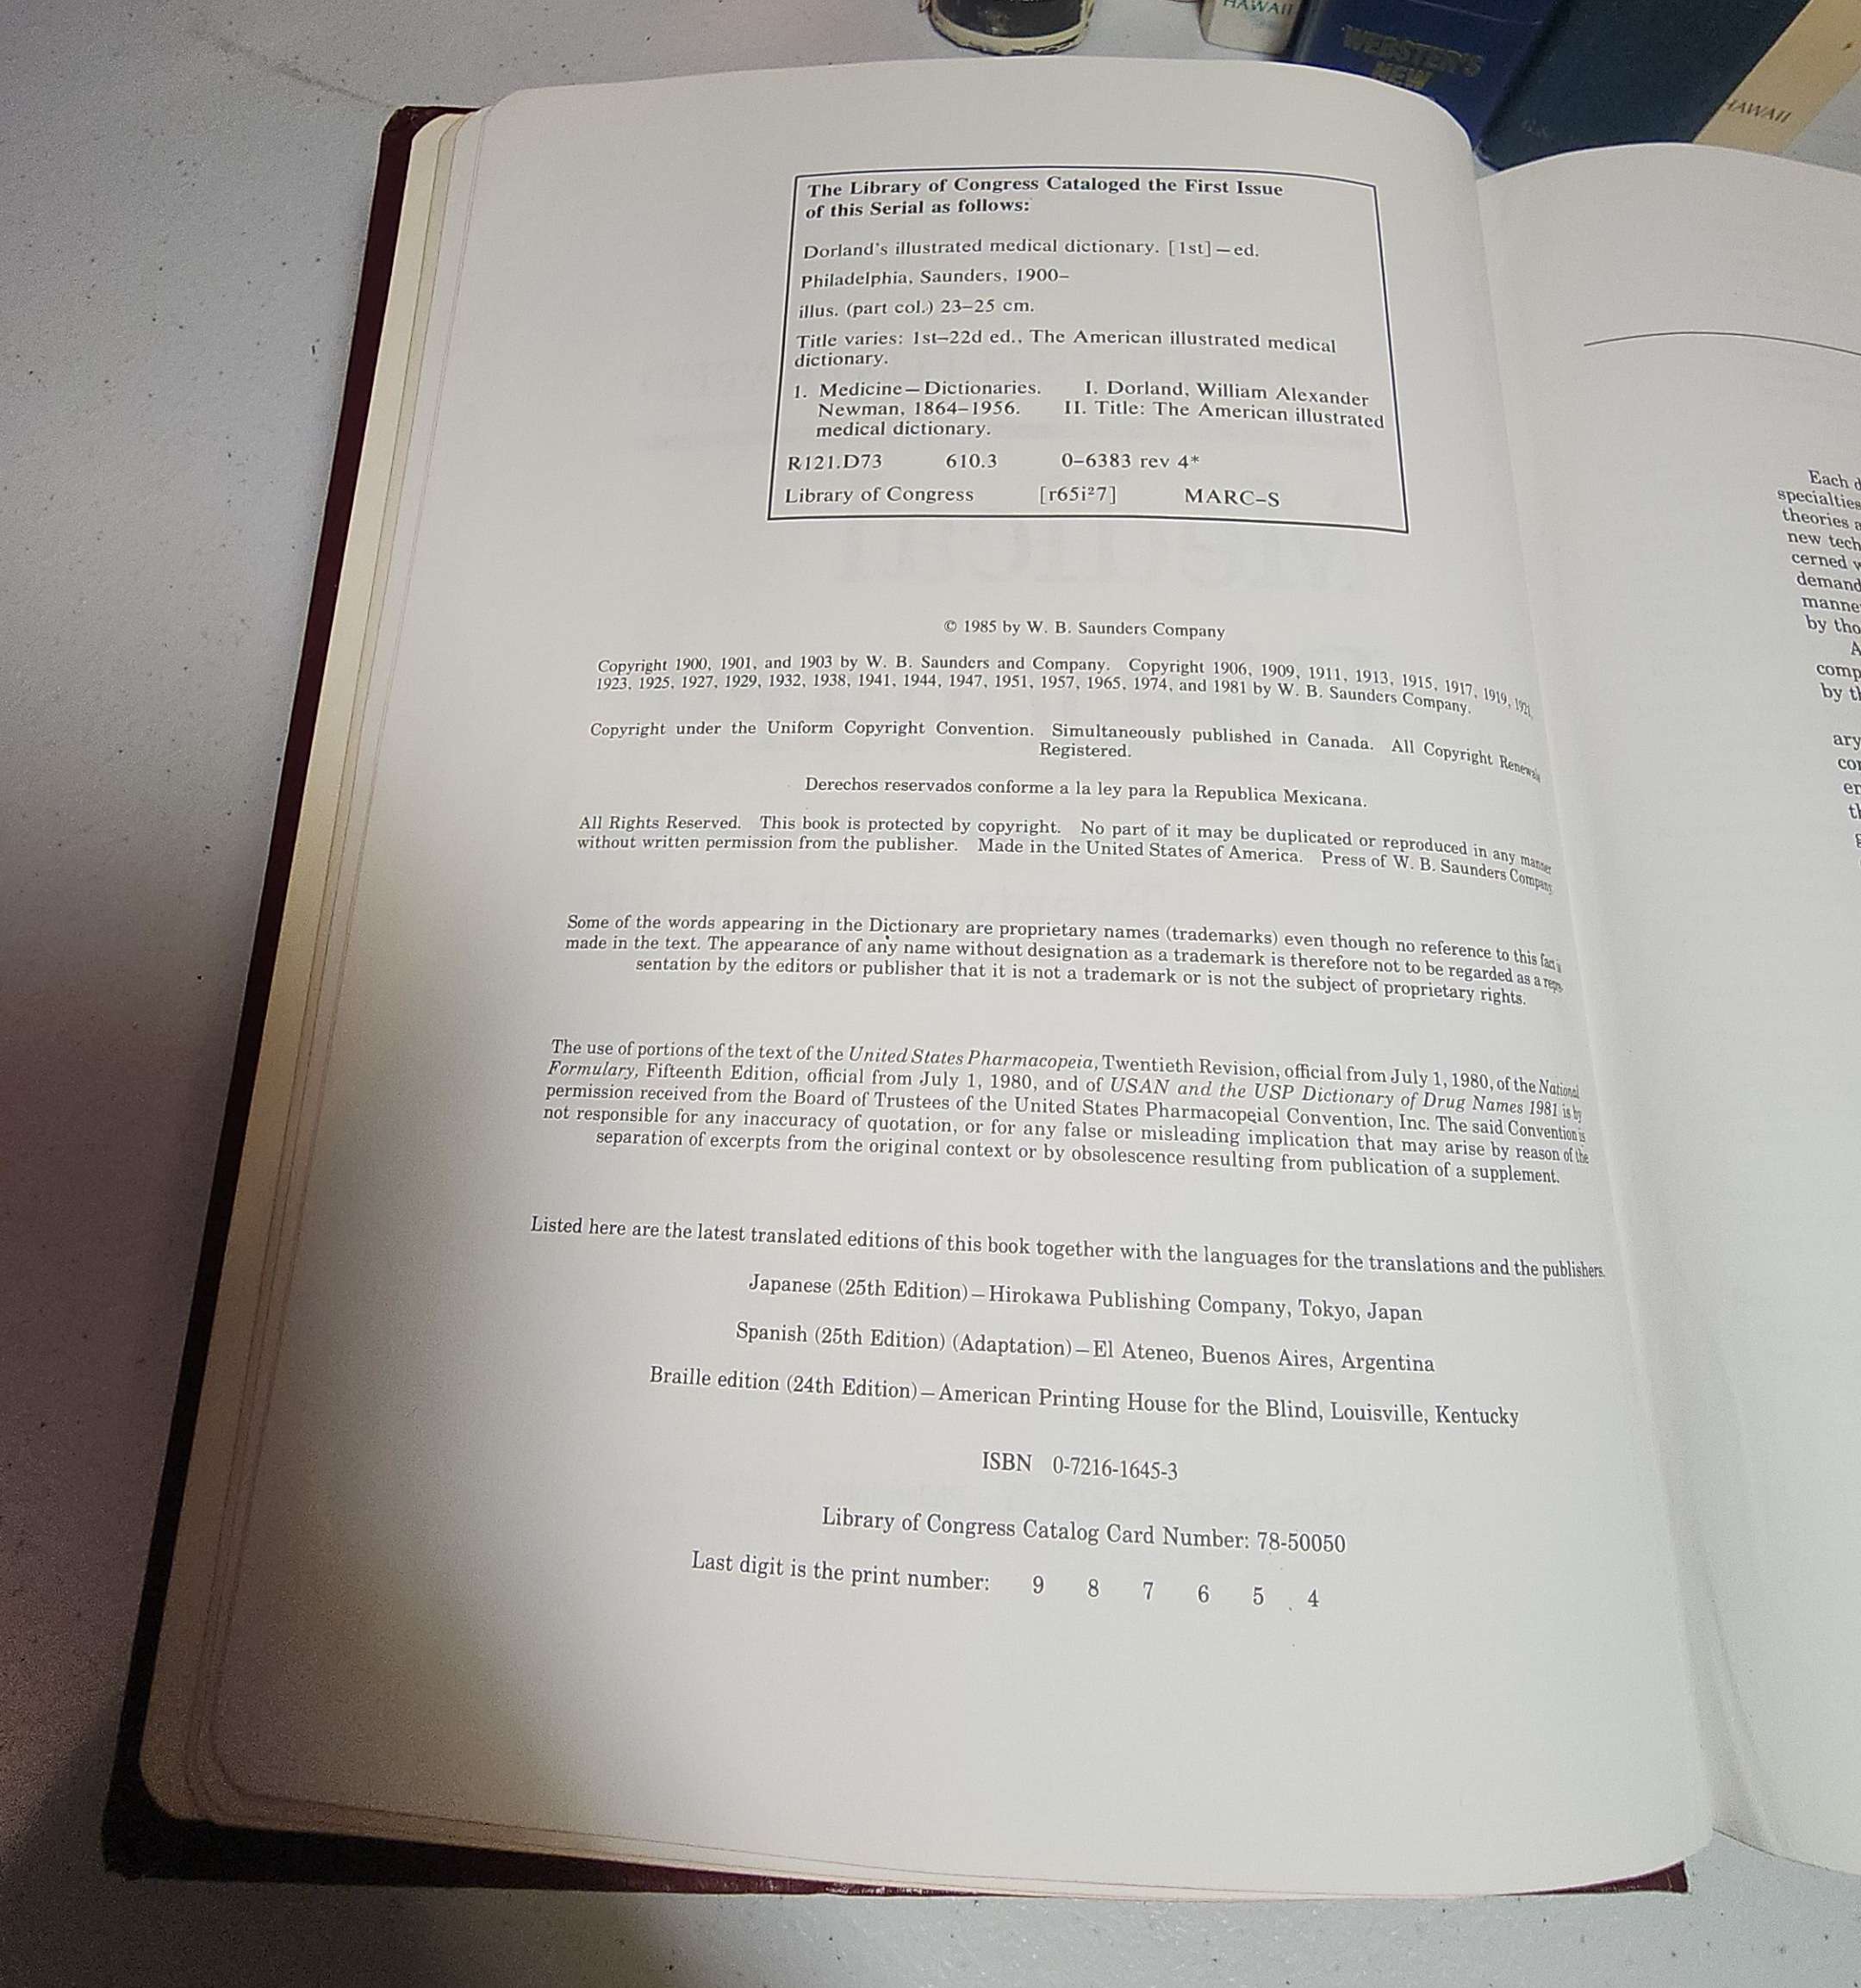 HAWAII
WEBSTER'S
NEW
HAWAII
The Library of Congress Cataloged the First Issue
of this Serial as follows:
Dorland's illustrated medical dictionary. [1st]—ed.
Philadelphia, Saunders, 1900–
illus. (part col.) 23–25 cm.
Title varies: 1st–22d ed., The American illustrated medical
dictionary.
1. Medicine—Dictionaries. I. Dorland, William Alexander
Newman, 1864–1956. II. Title: The American illustrated
medical dictionary.
R121.D73 610.3 0–6383 rev 4*
Library of Congress [r65i²7] MARC–S
© 1985 by W. B. Saunders Company
Copyright 1900, 1901, and 1903 by W. B. Saunders and Company. Copyright 1906, 1909, 1911, 1913, 1915, 1917, 1919, 1921,
1923, 1925, 1927, 1929, 1932, 1938, 1941, 1944, 1947, 1951, 1957, 1965, 1974, and 1981 by W. B. Saunders Company.
Copyright under the Uniform Copyright Convention. Simultaneously published in Canada. All Copyright Renewals
Registered.
Derechos reservados conforme a la ley para la Republica Mexicana.
All Rights Reserved. This book is protected by copyright. No part of it may be duplicated or reproduced in any manner
without written permission from the publisher. Made in the United States of America. Press of W. B. Saunders Company
Some of the words appearing in the Dictionary are proprietary names (trademarks) even though no reference to this fact is
made in the text. The appearance of any name without designation as a trademark is therefore not to be regarded as a repre-
sentation by the editors or publisher that it is not a trademark or is not the subject of proprietary rights.
The use of portions of the text of the United States Pharmacopeia, Twentieth Revision, official from July 1, 1980, of the National
Formulary, Fifteenth Edition, official from July 1, 1980, and of USAN and the USP Dictionary of Drug Names 1981 is by
permission received from the Board of Trustees of the United States Pharmacopeial Convention, Inc. The said Convention is
not responsible for any inaccuracy of quotation, or for any false or misleading implication that may arise by reason of the
separation of excerpts from the original context or by obsolescence resulting from publication of a supplement.
Listed here are the latest translated editions of this book together with the languages for the translations and the publishers.
Japanese (25th Edition)—Hirokawa Publishing Company, Tokyo, Japan
Spanish (25th Edition) (Adaptation)—El Ateneo, Buenos Aires, Argentina
Braille edition (24th Edition)—American Printing House for the Blind, Louisville, Kentucky
ISBN 0-7216-1645-3
Library of Congress Catalog Card Number: 78-50050
Last digit is the print number: 9 8 7 6 5 4
Each
specialties
theories
new tech
cerned
demand
manne
by tho
A
comp
by t
ary